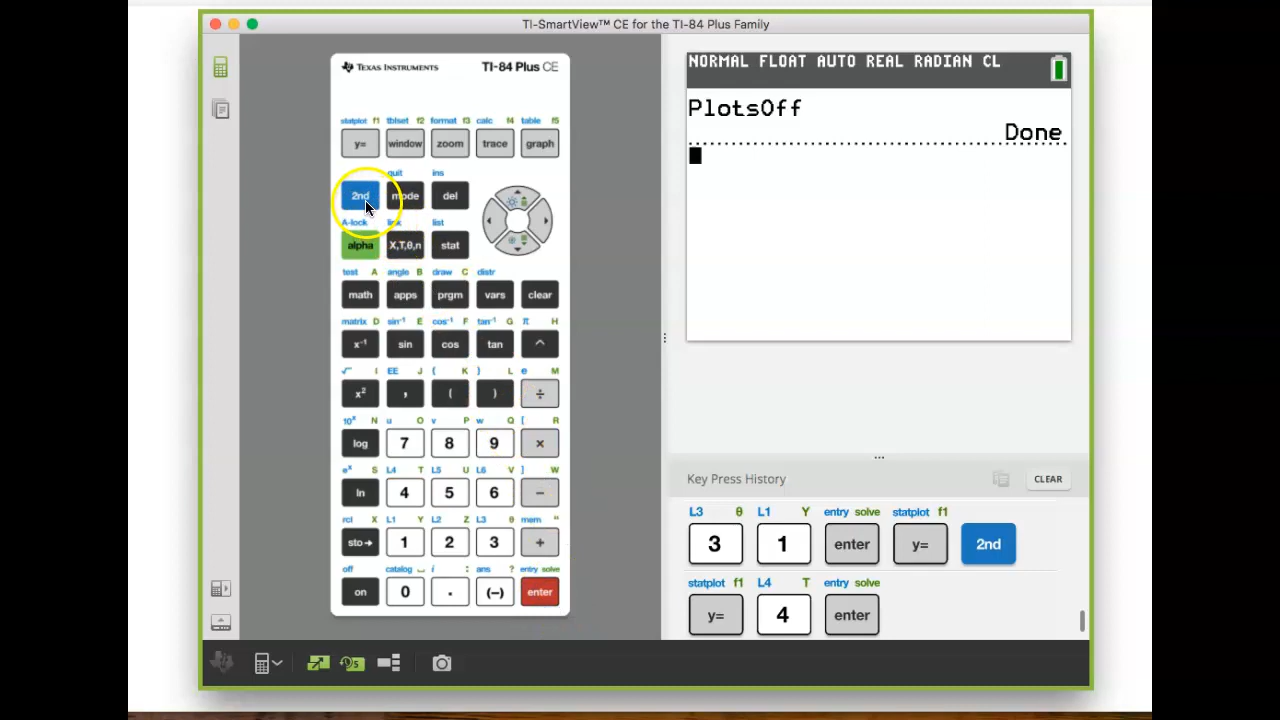 TI-SmartView™ CE for the TI-84 Plus Family
TEXAS INSTRUMENTS TI-84 Plus CE
statplot f1 tblset f2 format f3 calc f4 table f5
y= window zoom trace graph
quit ins
2nd mode del
A-lock link list
alpha X,T,θ,n stat
test A angle B draw C distr
math apps prgm vars clear
matrix D sin⁻¹ E cos⁻¹ F tan⁻¹ G π H
x⁻¹ sin cos tan ^
√ I EE J { K } L e M
x² , ( ) ÷
10ˣ N u O v P w Q [ R
log 7 8 9 ×
eˣ S L4 T L5 U L6 V ] W
ln 4 5 6 −
rcl X L1 Y L2 Z L3 θ mem "
sto→ 1 2 3 +
off catalog ⎵ i : ans ? entry solve
on 0 . (−) enter
NORMAL FLOAT AUTO REAL RADIAN CL
PlotsOff
Done
Key Press History CLEAR
L3 θ L1 Y entry solve statplot f1
3 1 enter y= 2nd
statplot f1 L4 T entry solve
y= 4 enter